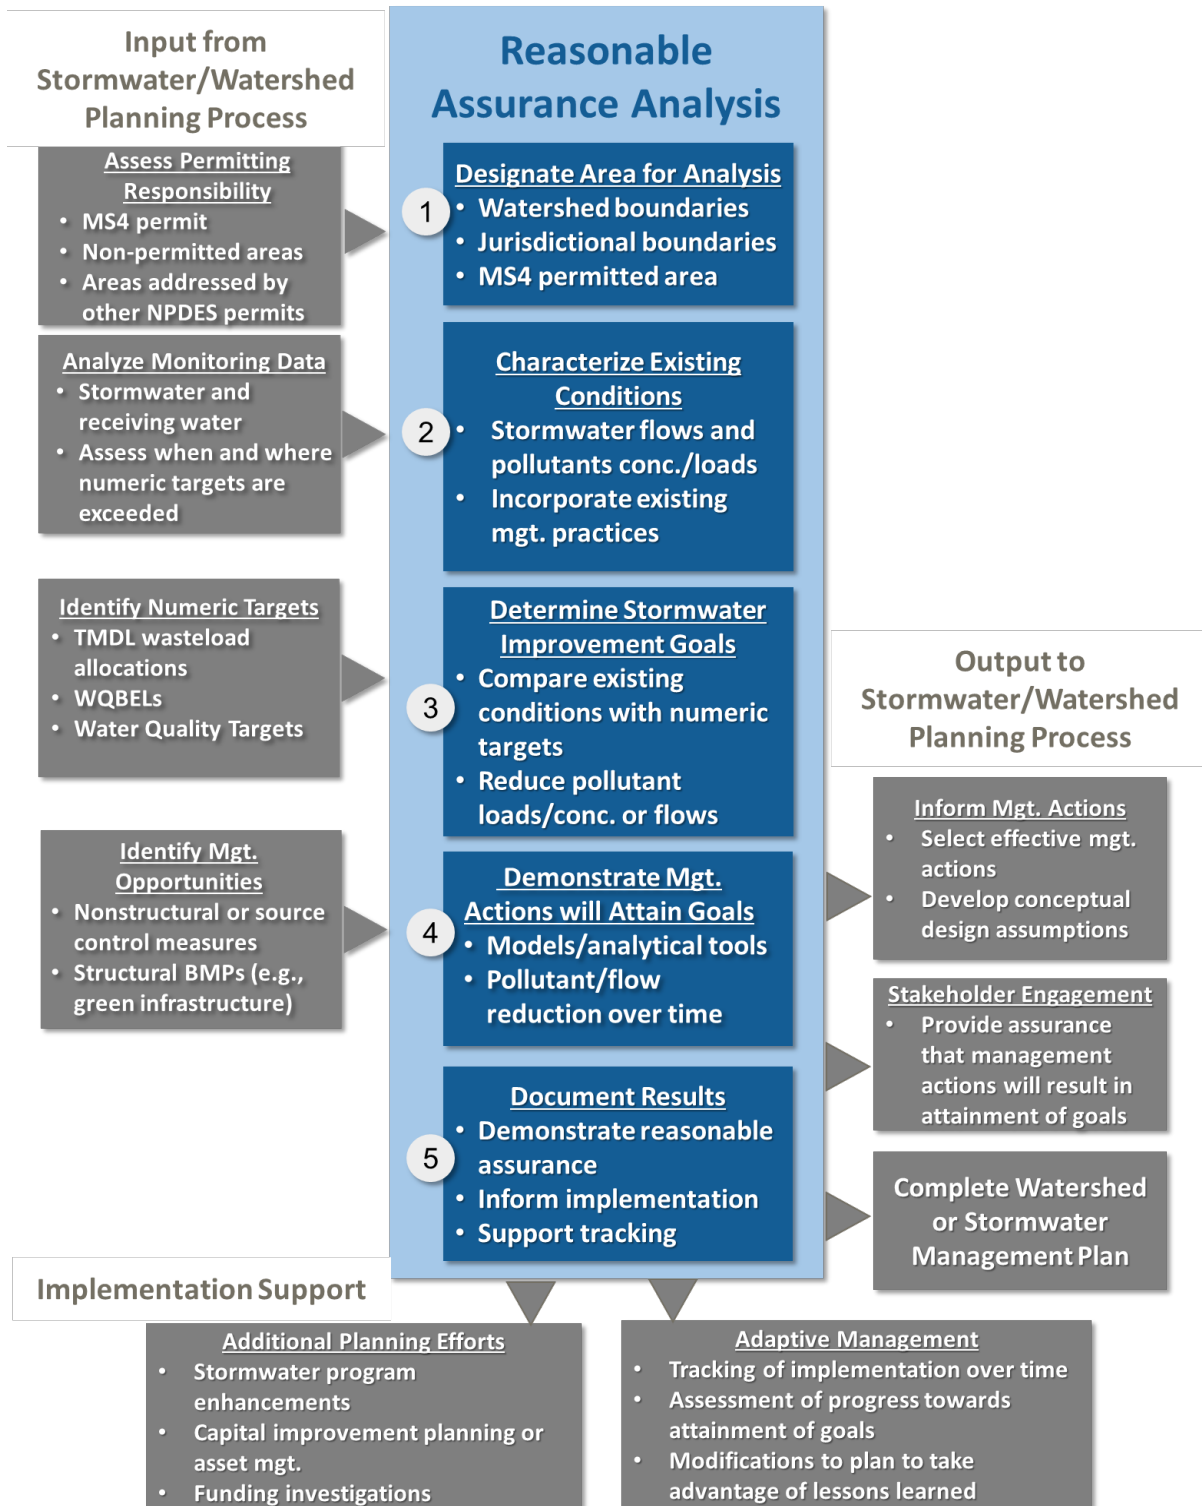 Input from
Stormwater/Watershed
Planning Process
Assess Permitting
Responsibility
• MS4 permit
• Non-permitted areas
• Areas addressed by
other NPDES permits
Analyze Monitoring Data
• Stormwater and
receiving water
• Assess when and where
numeric targets are
exceeded
Identify Numeric Targets
• TMDL wasteload
allocations
• WQBELs
• Water Quality Targets
Identify Mgt.
Opportunities
• Nonstructural or source
control measures
• Structural BMPs (e.g.,
green infrastructure)
Reasonable
Assurance Analysis
1
Designate Area for Analysis
• Watershed boundaries
• Jurisdictional boundaries
• MS4 permitted area
2
Characterize Existing
Conditions
• Stormwater flows and
pollutants conc./loads
• Incorporate existing
mgt. practices
3
Determine Stormwater
Improvement Goals
• Compare existing
conditions with numeric
targets
• Reduce pollutant
loads/conc. or flows
4
Demonstrate Mgt.
Actions will Attain Goals
• Models/analytical tools
• Pollutant/flow
reduction over time
5
Document Results
• Demonstrate reasonable
assurance
• Inform implementation
• Support tracking
Output to
Stormwater/Watershed
Planning Process
Inform Mgt. Actions
• Select effective mgt.
actions
• Develop conceptual
design assumptions
Stakeholder Engagement
• Provide assurance
that management
actions will result in
attainment of goals
Complete Watershed
or Stormwater
Management Plan
Implementation Support
Additional Planning Efforts
• Stormwater program
enhancements
• Capital improvement planning or
asset mgt.
• Funding investigations
Adaptive Management
• Tracking of implementation over time
• Assessment of progress towards
attainment of goals
• Modifications to plan to take
advantage of lessons learned